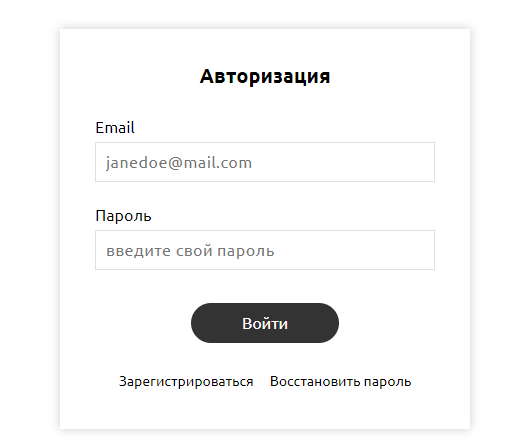 Авторизация
Email
janedoe@mail.com
Пароль
введите свой пароль
Войти
Зарегистрироваться Восстановить пароль